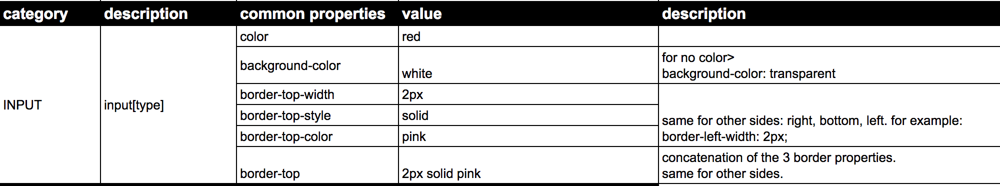 category description common properties value description
INPUT input[type]
color red
background-color white
for no color>
background-color: transparent
border-top-width 2px
border-top-style solid
border-top-color pink
same for other sides: right, bottom, left. for example:
border-left-width: 2px;
border-top 2px solid pink
concatenation of the 3 border properties.
same for other sides.